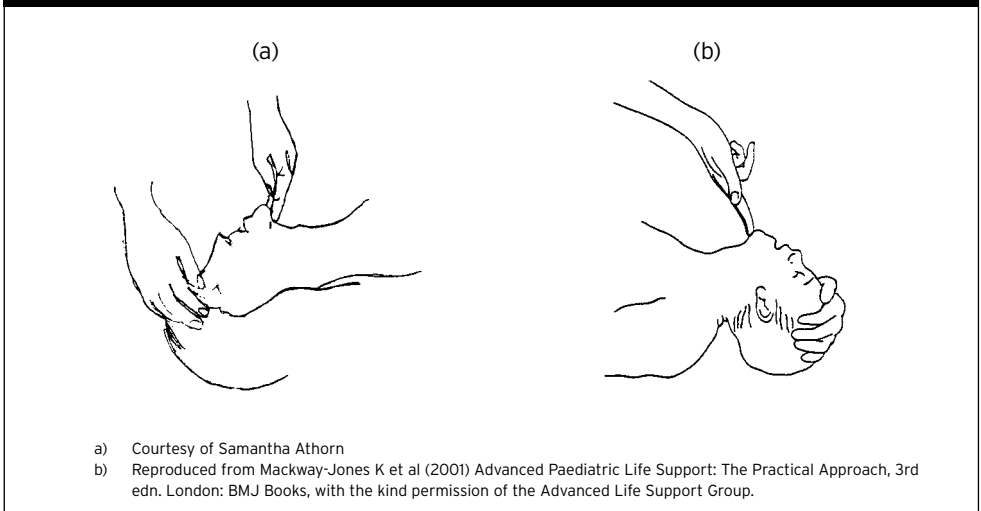 (a) (b)
a) Courtesy of Samantha Athorn
b) Reproduced from Mackway-Jones K et al (2001) Advanced Paediatric Life Support: The Practical Approach, 3rd
edn. London: BMJ Books, with the kind permission of the Advanced Life Support Group.